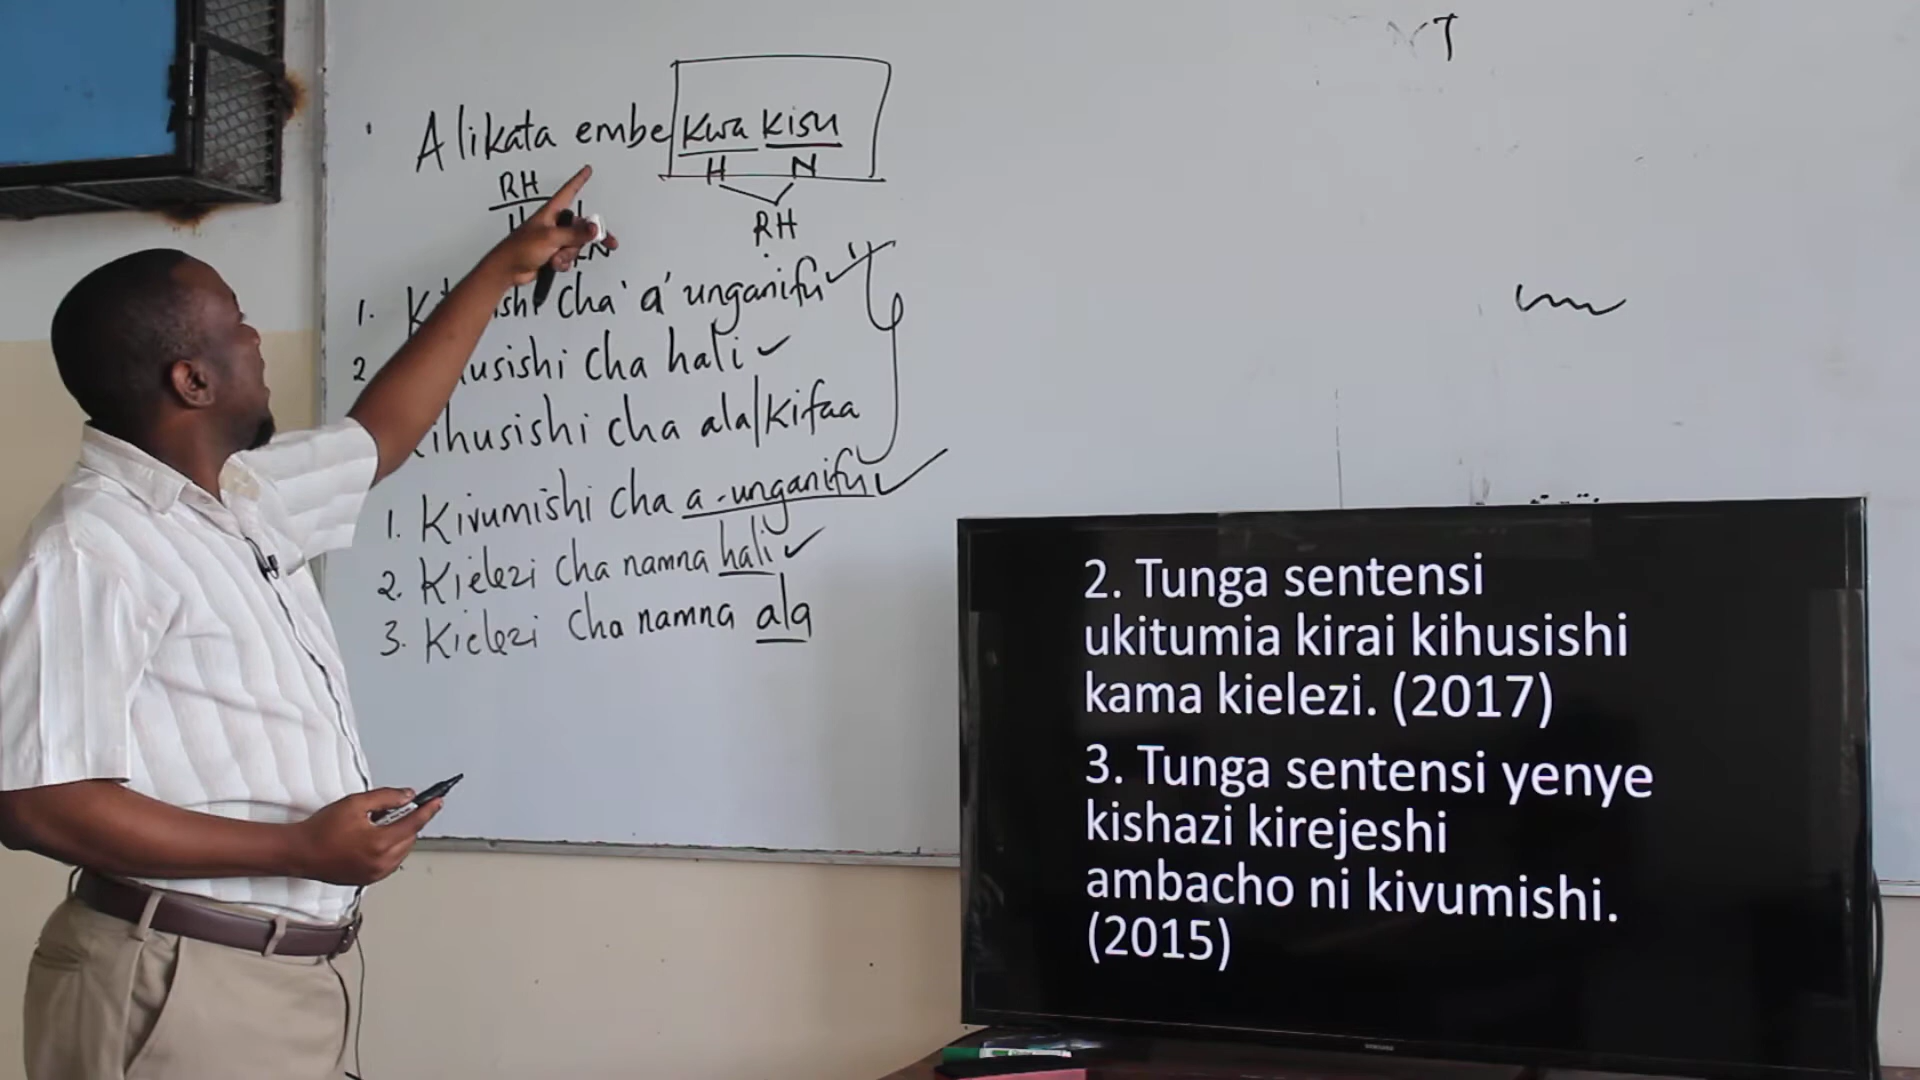 Alikata embe kwa kisu
H N
RH
RH
1. cha 'a' unganifu
2 cha hali
kihusishi cha ala/kifaa
1. Kivumishi cha a-unganifu
2. Kielezi cha namna hali
3. Kielezi cha namna ala
2. Tunga sentensi
ukitumia kirai kihusishi
kama kielezi. (2017)
3. Tunga sentensi yenye
kishazi kirejeshi
ambacho ni kivumishi.
(2015)